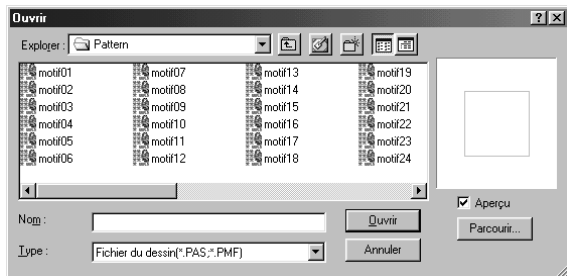 Ouvrir
Explorer : Pattern
motif01 motif07 motif13 motif19
motif02 motif08 motif14 motif20
motif03 motif09 motif15 motif21
motif04 motif10 motif16 motif22
motif05 motif11 motif17 motif23
motif06 motif12 motif18 motif24
Aperçu
Nom : Ouvrir Parcourir...
Type : Fichier du dessin(*.PAS;*.PMF) Annuler